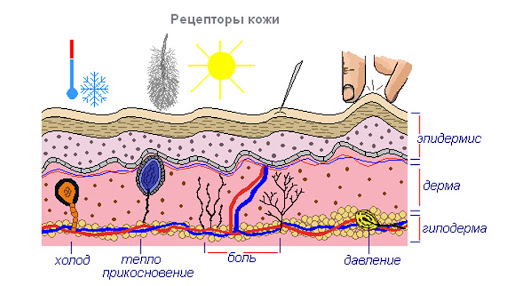 Рецепторы кожи
эпидермис
дерма
гиподерма
холод
тепло
прикосновение
боль
давление